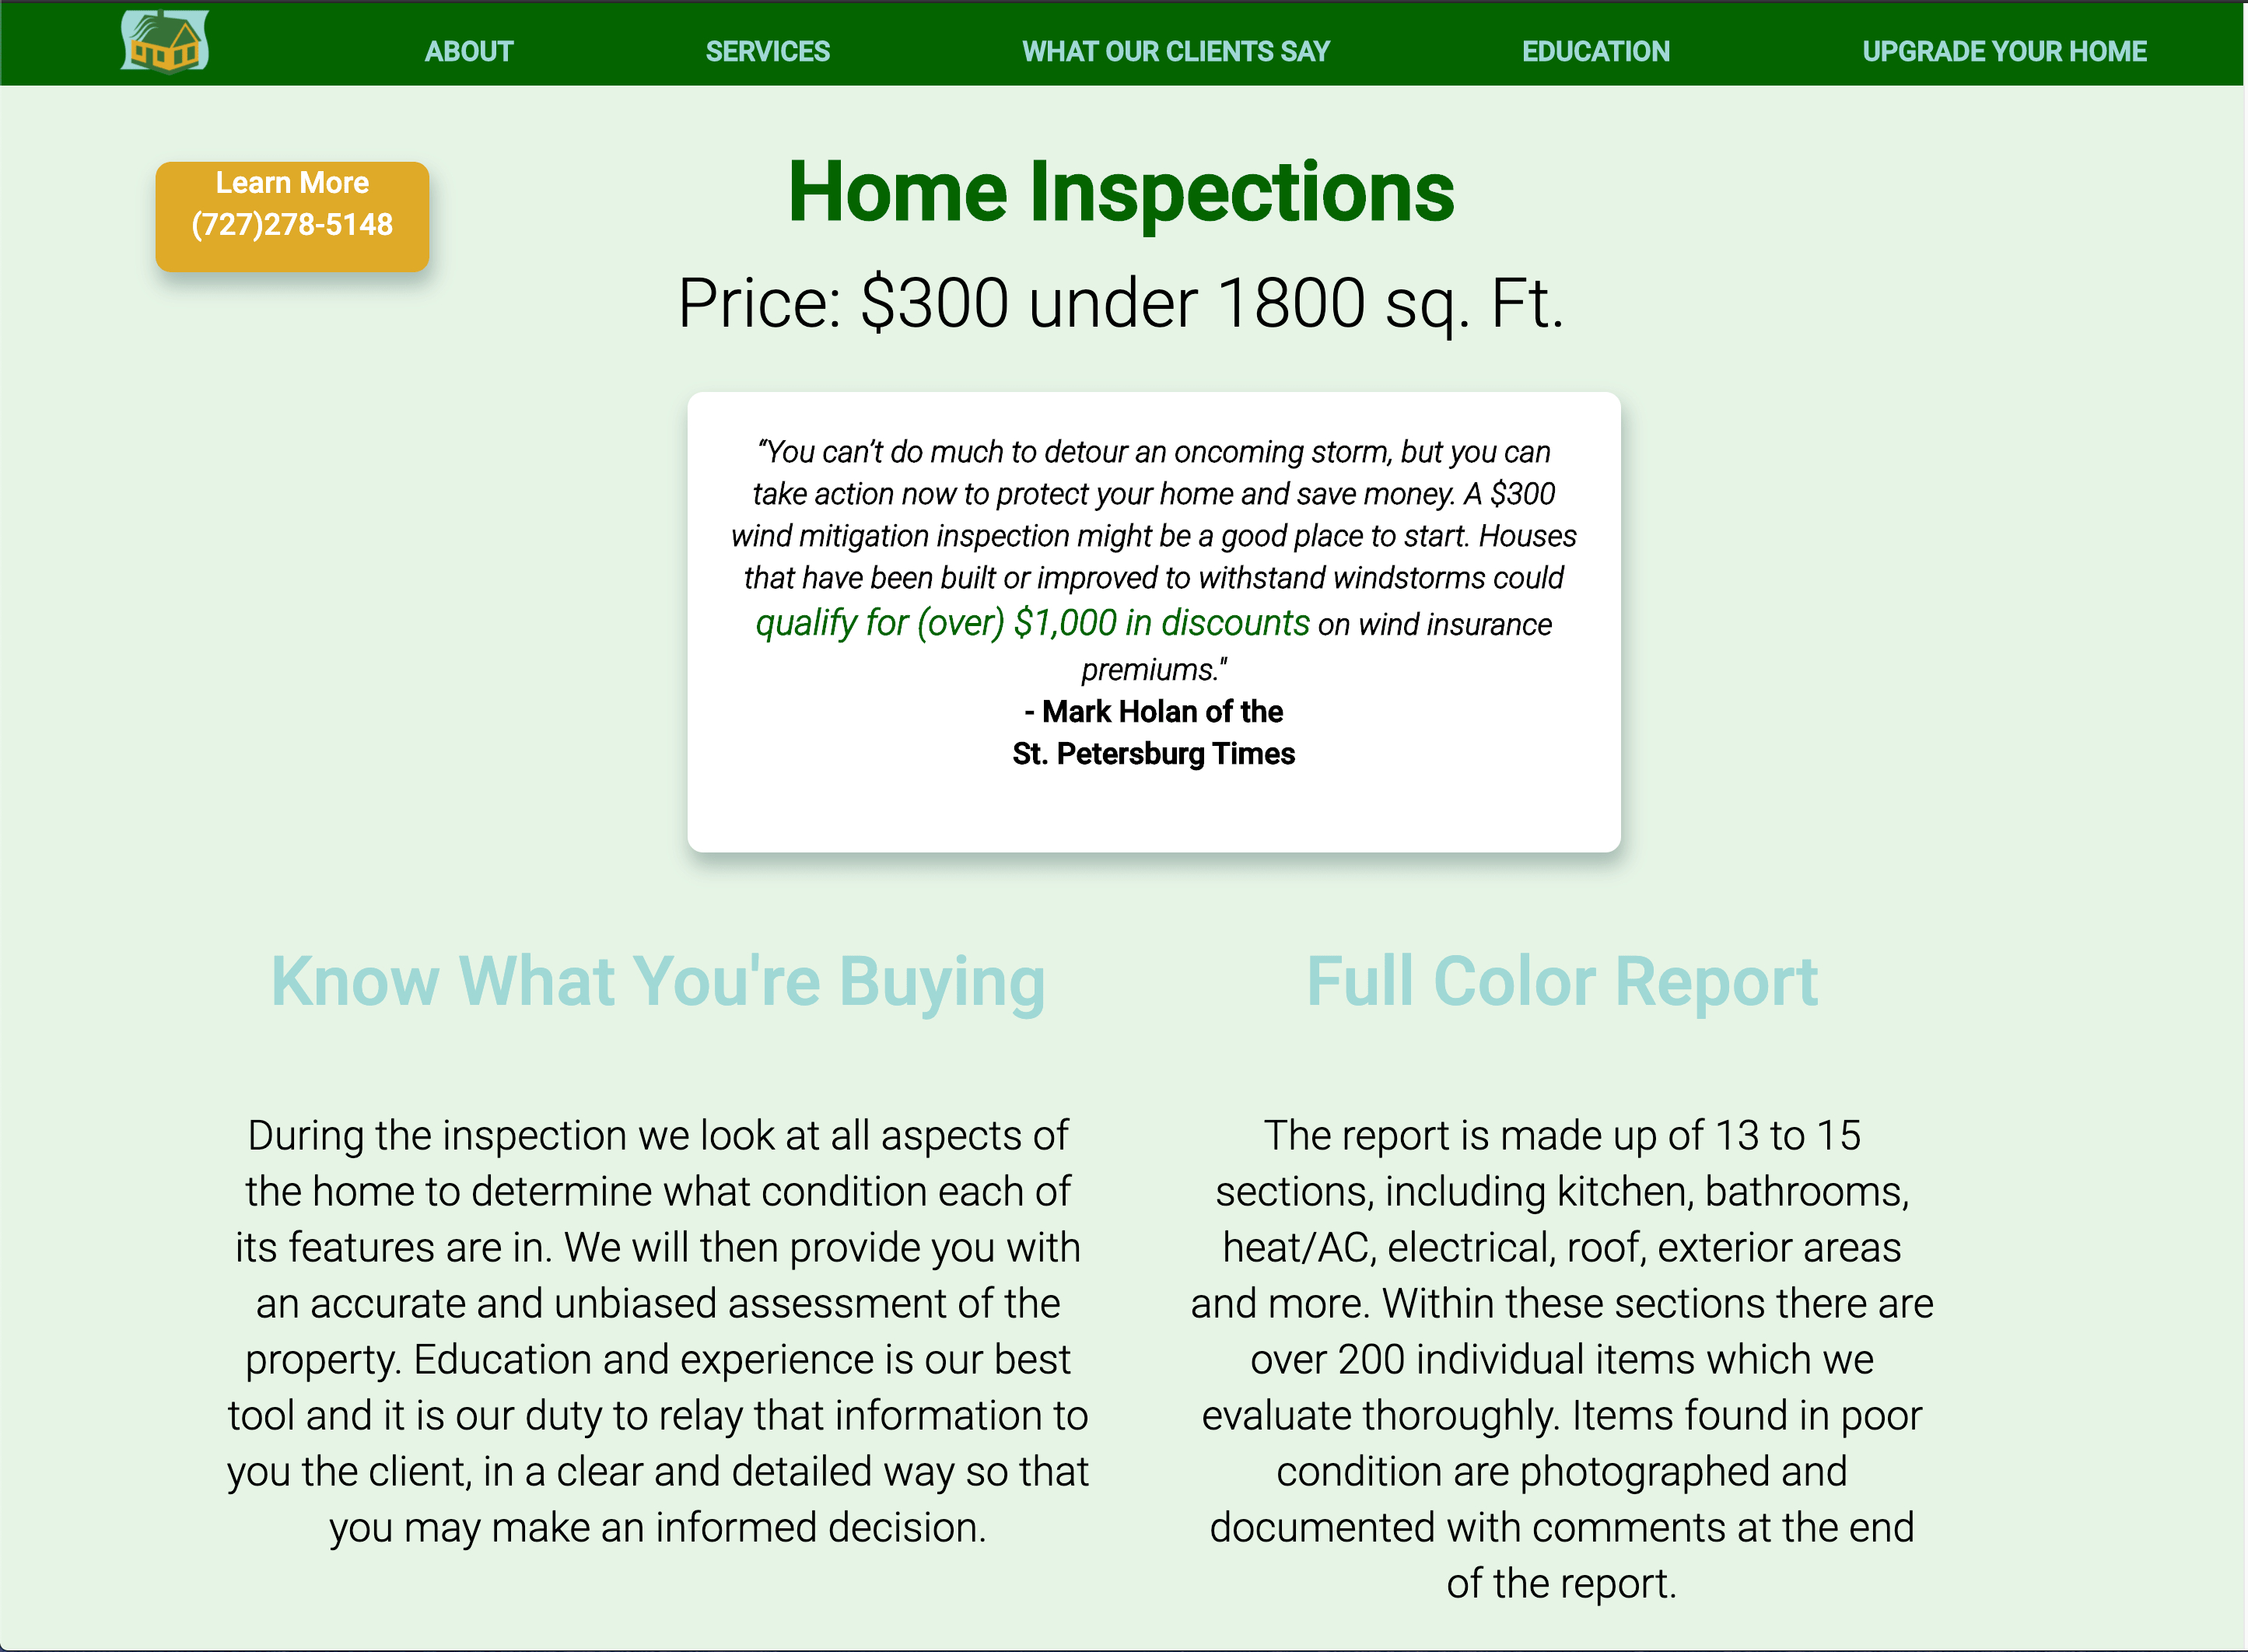 ABOUT
SERVICES
WHAT OUR CLIENTS SAY
EDUCATION
UPGRADE YOUR HOME
Learn More
(727)278-5148
Home Inspections
Price: $300 under 1800 sq. Ft.
“You can’t do much to detour an oncoming storm, but you can
take action now to protect your home and save money. A $300
wind mitigation inspection might be a good place to start. Houses
that have been built or improved to withstand windstorms could
qualify for (over) $1,000 in discounts on wind insurance
premiums."
- Mark Holan of the
St. Petersburg Times
Know What You're Buying
During the inspection we look at all aspects of
the home to determine what condition each of
its features are in. We will then provide you with
an accurate and unbiased assessment of the
property. Education and experience is our best
tool and it is our duty to relay that information to
you the client, in a clear and detailed way so that
you may make an informed decision.
Full Color Report
The report is made up of 13 to 15
sections, including kitchen, bathrooms,
heat/AC, electrical, roof, exterior areas
and more. Within these sections there are
over 200 individual items which we
evaluate thoroughly. Items found in poor
condition are photographed and
documented with comments at the end
of the report.